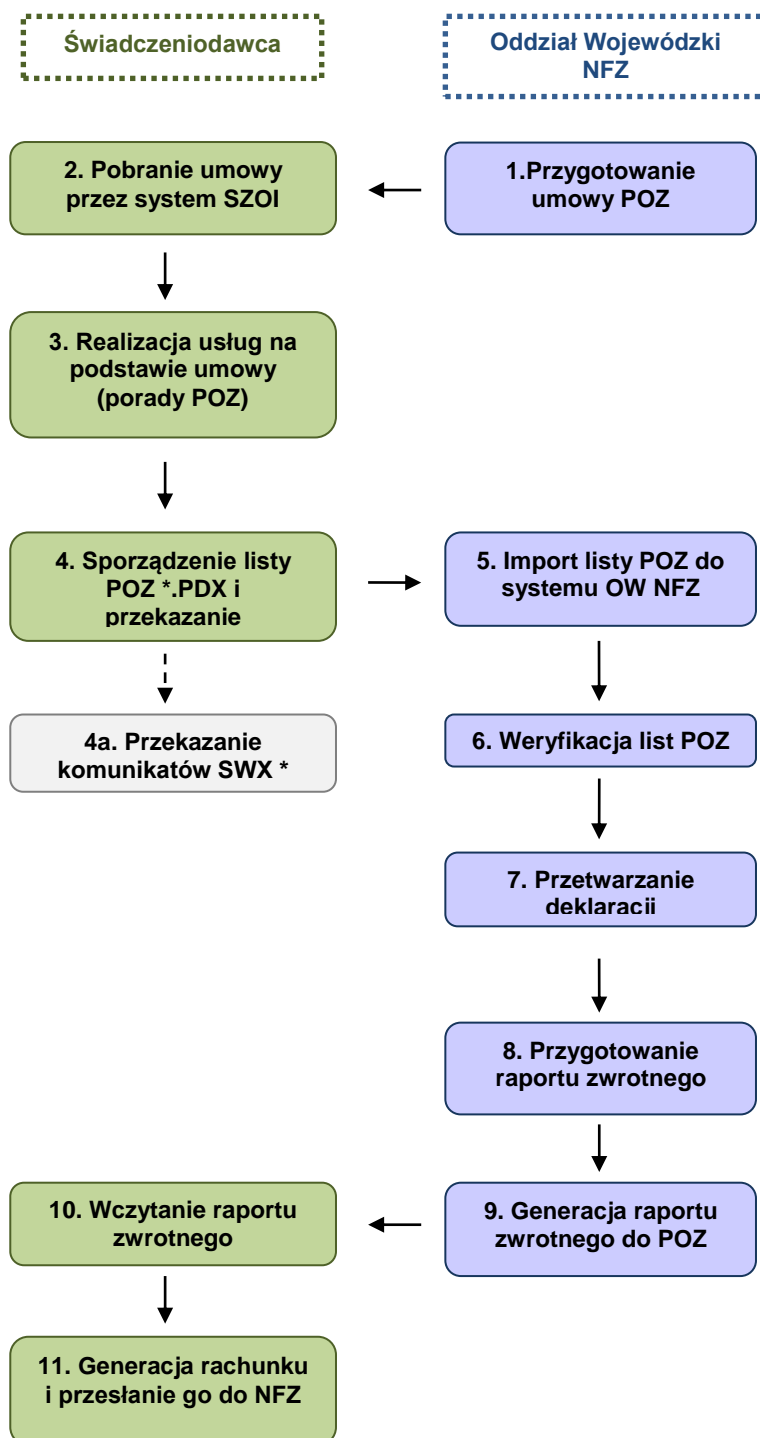 Świadczeniodawca
Oddział Wojewódzki
NFZ
1.Przygotowanie
umowy POZ
2. Pobranie umowy
przez system SZOI
3. Realizacja usług na
podstawie umowy
(porady POZ)
4. Sporządzenie listy
POZ *.PDX i
przekazanie
5. Import listy POZ do
systemu OW NFZ
4a. Przekazanie
komunikatów SWX *
6. Weryfikacja list POZ
7. Przetwarzanie
deklaracji
8. Przygotowanie
raportu zwrotnego
9. Generacja raportu
zwrotnego do POZ
10. Wczytanie raportu
zwrotnego
11. Generacja rachunku
i przesłanie go do NFZ